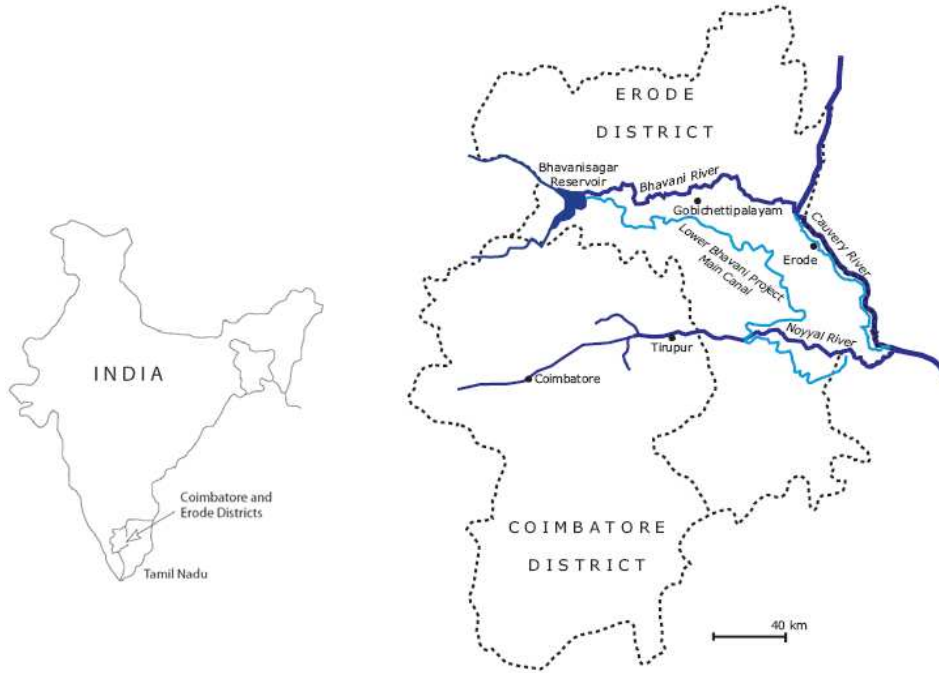 INDIA
Coimbatore and
Erode Districts
Tamil Nadu
ERODE
DISTRICT
Bhavanisagar
Reservoir
Bhavani River
Gobichettipalayam
Cauvery River
Lower Bhavani Project
Main Canal
Erode
Noyyal River
Tirupur
Coimbatore
COIMBATORE
DISTRICT
40 km